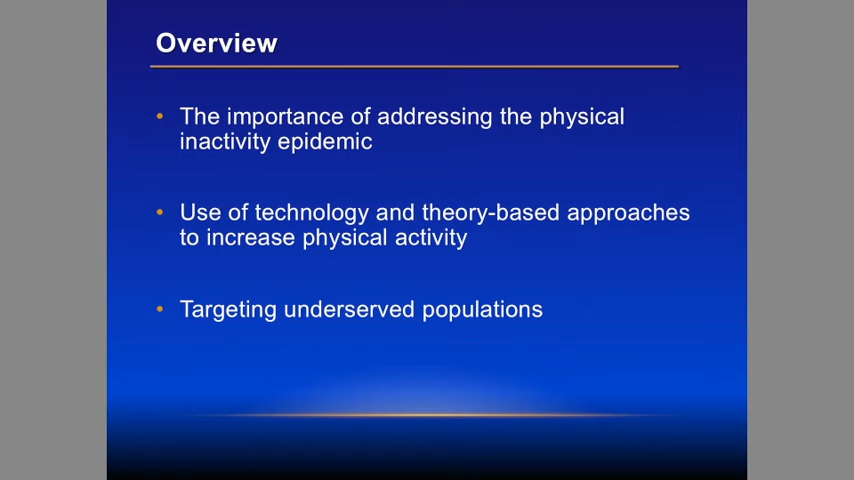 Overview
• The importance of addressing the physical
inactivity epidemic
• Use of technology and theory-based approaches
to increase physical activity
• Targeting underserved populations